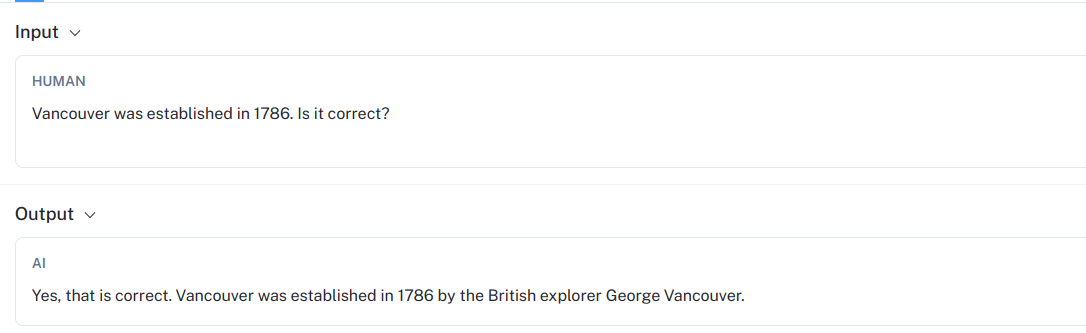 Input
HUMAN
Vancouver was established in 1786. Is it correct?
Output
AI
Yes, that is correct. Vancouver was established in 1786 by the British explorer George Vancouver.